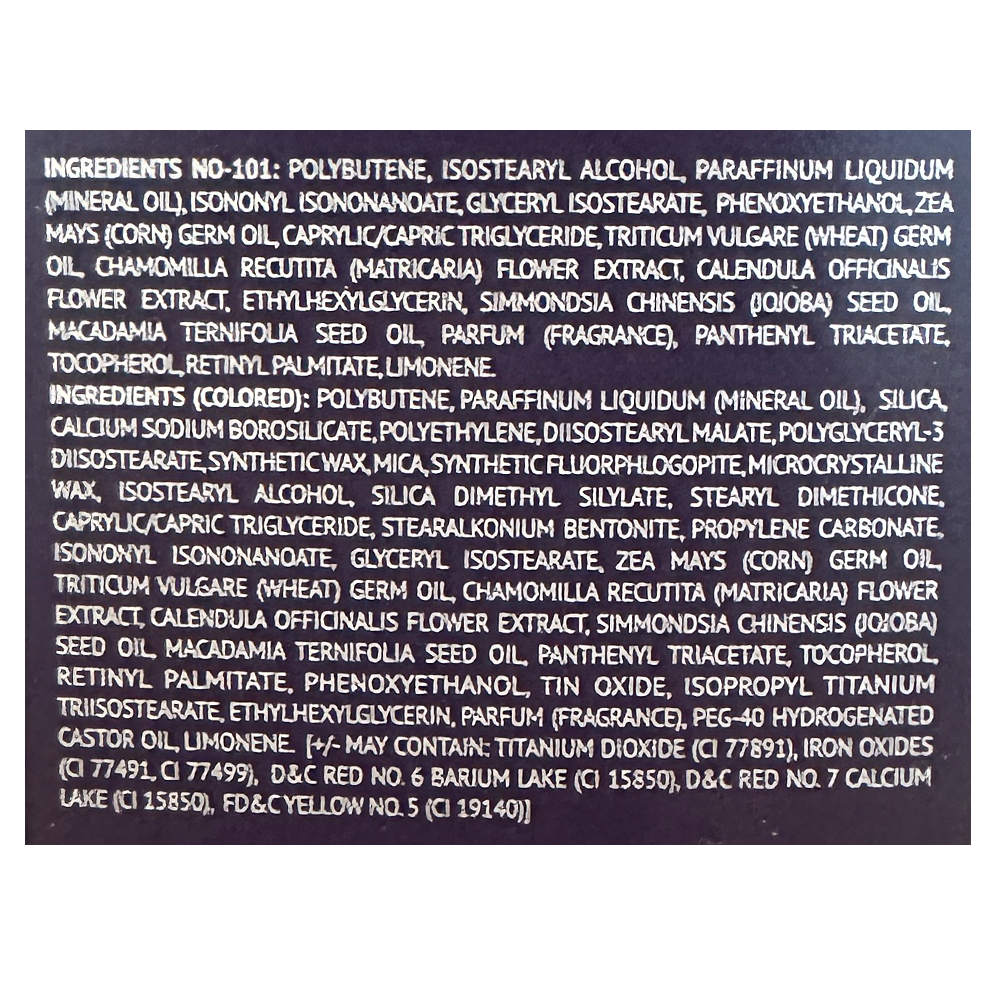 INGREDIENTS NO-101: POLYBUTENE, ISOSTEARYL ALCOHOL, PARAFFINUM LIQUIDUM
(MINERAL OIL), ISONONYL ISONONANOATE, GLYCERYL ISOSTEARATE, PHENOXYETHANOL, ZEA
MAYS (CORN) GERM OIL, CAPRYLIC/CAPRIC TRIGLYCERIDE, TRITICUM VULGARE (WHEAT) GERM
OIL, CHAMOMILLA RECUTITA (MATRICARIA) FLOWER EXTRACT, CALENDULA OFFICINALIS
FLOWER EXTRACT, ETHYLHEXYLGLYCERIN, SIMMONDSIA CHINENSIS (JOJOBA) SEED OIL,
MACADAMIA TERNIFOLIA SEED OIL, PARFUM (FRAGRANCE), PANTHENYL TRIACETATE,
TOCOPHEROL, RETINYL PALMITATE, LIMONENE.
INGREDIENTS (COLORED): POLYBUTENE, PARAFFINUM LIQUIDUM (MINERAL OIL), SILICA,
CALCIUM SODIUM BOROSILICATE, POLYETHYLENE, DIISOSTEARYL MALATE, POLYGLYCERYL-3
DIISOSTEARATE, SYNTHETIC WAX, MICA, SYNTHETIC FLUORPHLOGOPITE, MICROCRYSTALLINE
WAX, ISOSTEARYL ALCOHOL, SILICA DIMETHYL SILYLATE, STEARYL DIMETHICONE,
CAPRYLIC/CAPRIC TRIGLYCERIDE, STEARALKONIUM BENTONITE, PROPYLENE CARBONATE,
ISONONYL ISONONANOATE, GLYCERYL ISOSTEARATE, ZEA MAYS (CORN) GERM OIL,
TRITICUM VULGARE (WHEAT) GERM OIL, CHAMOMILLA RECUTITA (MATRICARIA) FLOWER
EXTRACT, CALENDULA OFFICINALIS FLOWER EXTRACT, SIMMONDSIA CHINENSIS (JOJOBA)
SEED OIL, MACADAMIA TERNIFOLIA SEED OIL, PANTHENYL TRIACETATE, TOCOPHEROL,
RETINYL PALMITATE, PHENOXYETHANOL, TIN OXIDE, ISOPROPYL TITANIUM
TRIISOSTEARATE, ETHYLHEXYLGLYCERIN, PARFUM (FRAGRANCE), PEG-40 HYDROGENATED
CASTOR OIL, LIMONENE. [+/- MAY CONTAIN: TITANIUM DIOXIDE (CI 77891), IRON OXIDES
(CI 77491, CI 77499), D&C RED NO. 6 BARIUM LAKE (CI 15850), D&C RED NO. 7 CALCIUM
LAKE (CI 15850), FD&C YELLOW NO. 5 (CI 19140)]